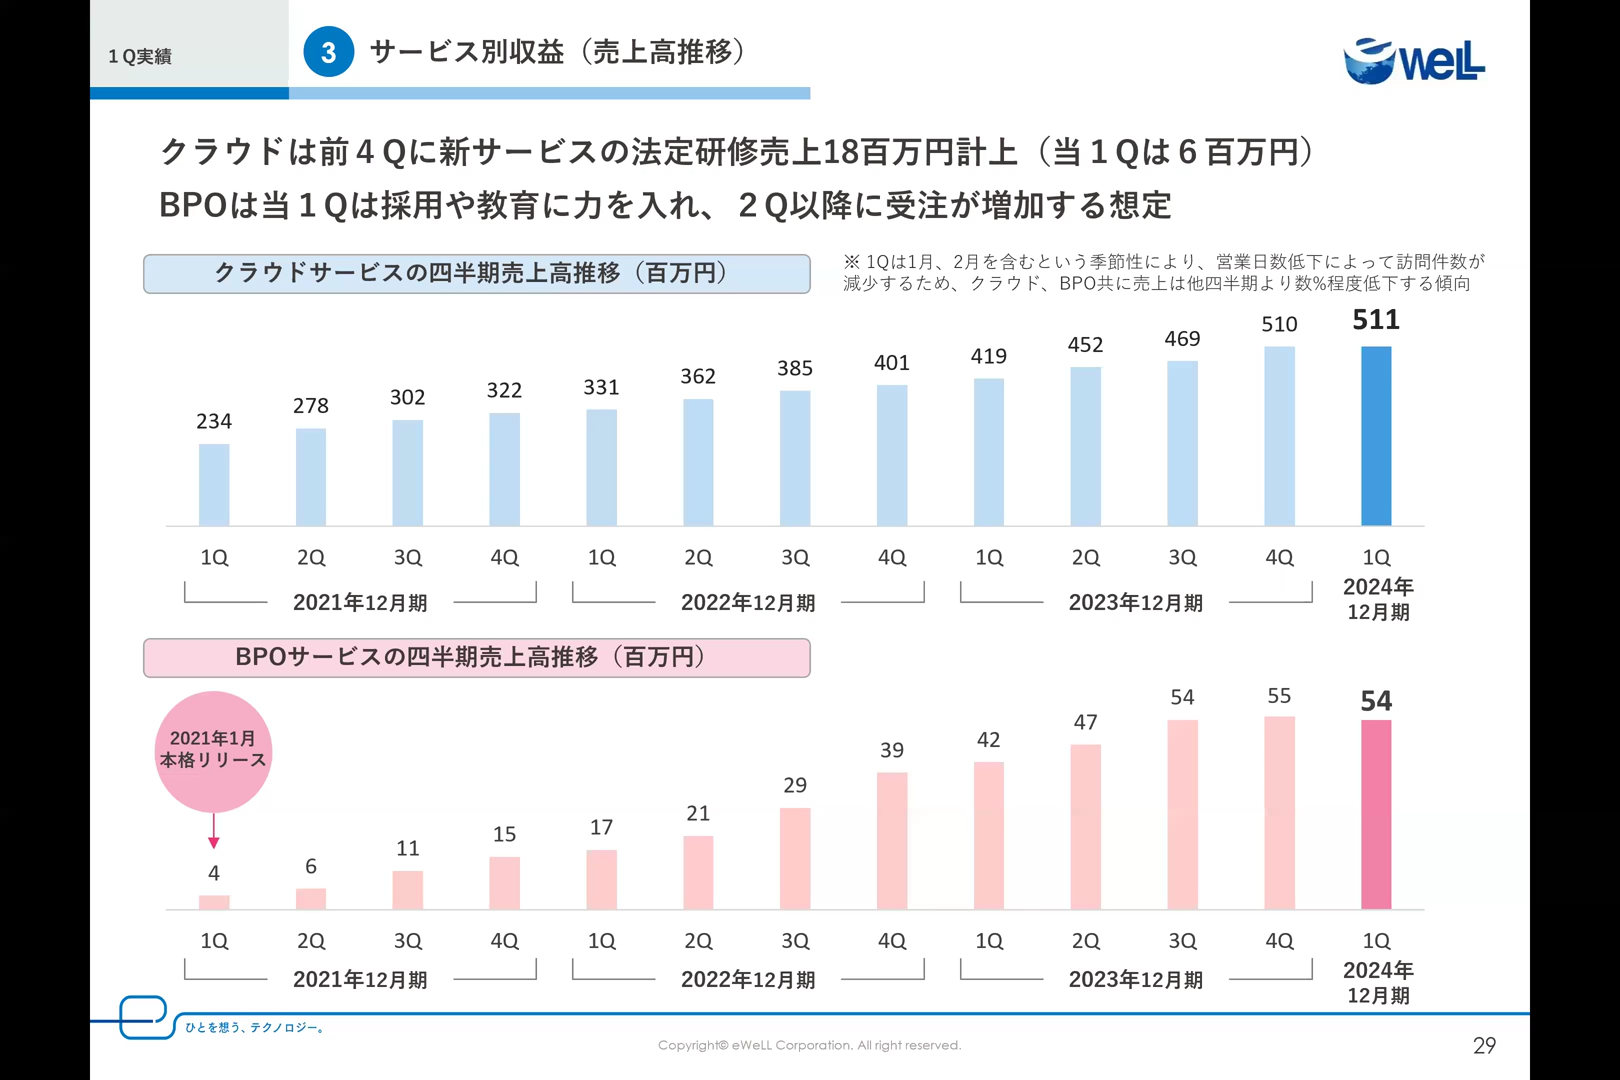 １Q実績
3 サービス別収益（売上高推移）
eWeLL
クラウドは前４Qに新サービスの法定研修売上18百万円計上（当１Qは６百万円）
BPOは当１Qは採用や教育に力を入れ、２Q以降に受注が増加する想定
クラウドサービスの四半期売上高推移（百万円）
※ 1Qは1月、2月を含むという季節性により、営業日数低下によって訪問件数が
減少するため、クラウド、BPO共に売上は他四半期より数%程度低下する傾向
234 278 302 322 331 362 385 401 419 452 469 510 511
1Q 2Q 3Q 4Q 1Q 2Q 3Q 4Q 1Q 2Q 3Q 4Q 1Q
2021年12月期 2022年12月期 2023年12月期 2024年
12月期
BPOサービスの四半期売上高推移（百万円）
2021年1月
本格リリース
4 6 11 15 17 21 29 39 42 47 54 55 54
1Q 2Q 3Q 4Q 1Q 2Q 3Q 4Q 1Q 2Q 3Q 4Q 1Q
2021年12月期 2022年12月期 2023年12月期 2024年
12月期
ひとを想う、テクノロジー。
Copyright© eWeLL Corporation. All right reserved.
29